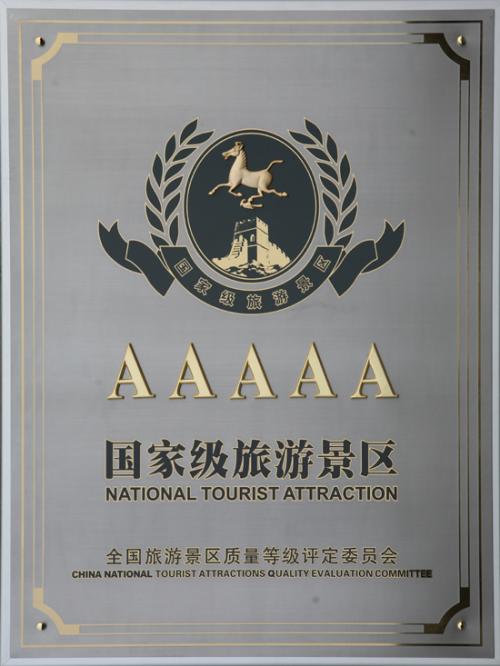 国家级旅游景区
AAAAA
国家级旅游景区
NATIONAL TOURIST ATTRACTION
全国旅游景区质量等级评定委员会
CHINA NATIONAL TOURIST ATTRACTIONS QUALITY EVALUATION COMMITTEE